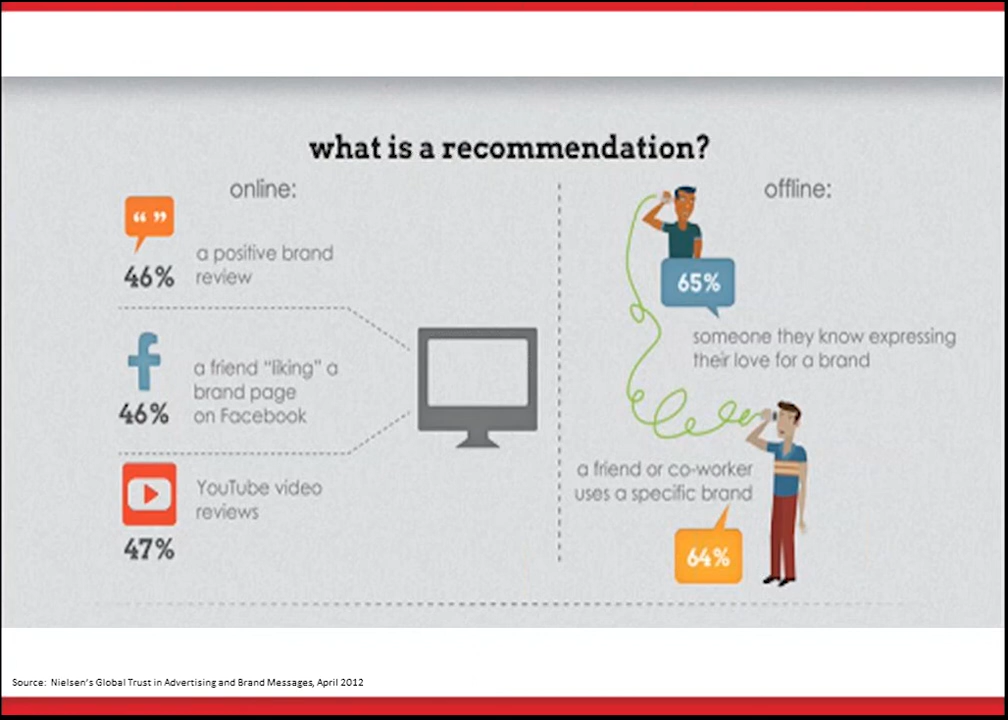 what is a recommendation?
online:
“ ”
46%
a positive brand
review
f
46%
a friend “liking” a
brand page
on Facebook
YouTube video
reviews
47%
offline:
65%
someone they know expressing
their love for a brand
a friend or co-worker
uses a specific brand
64%
Source: Nielsen's Global Trust in Advertising and Brand Messages, April 2012